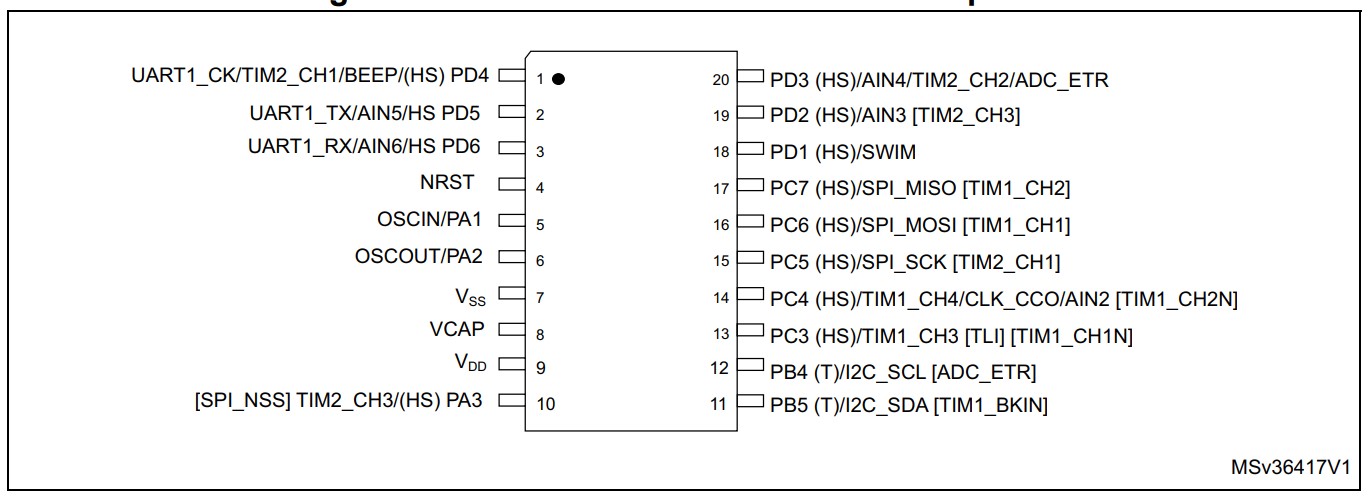 UART1_CK/TIM2_CH1/BEEP/(HS) PD4 1 20 PD3 (HS)/AIN4/TIM2_CH2/ADC_ETR
UART1_TX/AIN5/HS PD5 2 19 PD2 (HS)/AIN3 [TIM2_CH3]
UART1_RX/AIN6/HS PD6 3 18 PD1 (HS)/SWIM
NRST 4 17 PC7 (HS)/SPI_MISO [TIM1_CH2]
OSCIN/PA1 5 16 PC6 (HS)/SPI_MOSI [TIM1_CH1]
OSCOUT/PA2 6 15 PC5 (HS)/SPI_SCK [TIM2_CH1]
VSS 7 14 PC4 (HS)/TIM1_CH4/CLK_CCO/AIN2 [TIM1_CH2N]
VCAP 8 13 PC3 (HS)/TIM1_CH3 [TLI] [TIM1_CH1N]
VDD 9 12 PB4 (T)/I2C_SCL [ADC_ETR]
[SPI_NSS] TIM2_CH3/(HS) PA3 10 11 PB5 (T)/I2C_SDA [TIM1_BKIN]
MSv36417V1